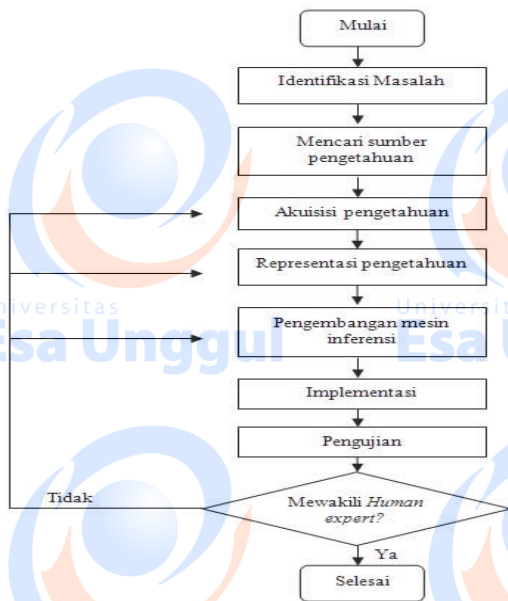 Mulai
Identifikasi Masalah
Mencari sumber
pengetahuan
Akuisisi pengetahuan
Representasi pengetahuan
Universitas
Esa Unggul
Universit
Esa U
Pengembangan mesin
inferensi
Implementasi
Pengujian
Tidak
Mewakili Human
expert?
Ya
Selesai